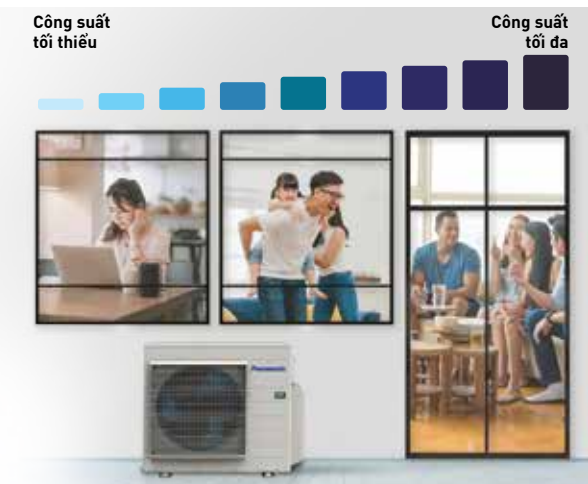 Công suất
tối thiểu
Công suất
tối đa
Panasonic